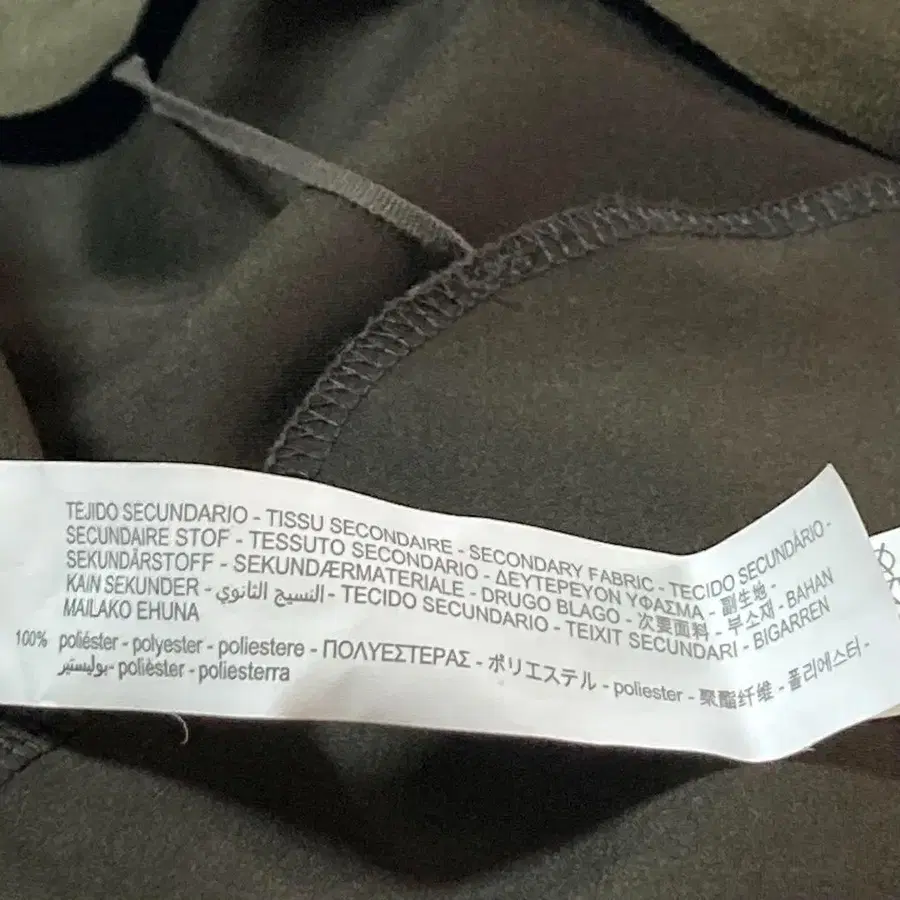 TEJIDO SECUNDARIO - TISSU SECONDAIRE - SECONDARY FABRIC - TECIDO SECUNDÁRIO -
SECUNDAIRE STOF - TESSUTO SECONDARIO - ΔΕΥΤΕΡΕΥΟΝ ΥΦΑΣΜΑ - 副生地 -
SEKUNDÄRSTOFF - SEKUNDÆRMATERIALE - DRUGO BLAGO - 次要面料 - 부소재 - BAHAN
KAIN SEKUNDER - النسيج الثانوي - TECIDO SECUNDARIO - TEIXIT SECUNDARI - BIGARREN
MAILAKO EHUNA
100% poliéster - polyester - poliestere - ΠΟΛΥΕΣΤΕΡΑΣ - ポリエステル - poliester - 聚酯纤维 - 폴리에스터 -
بوليستير - polièster - poliesterra